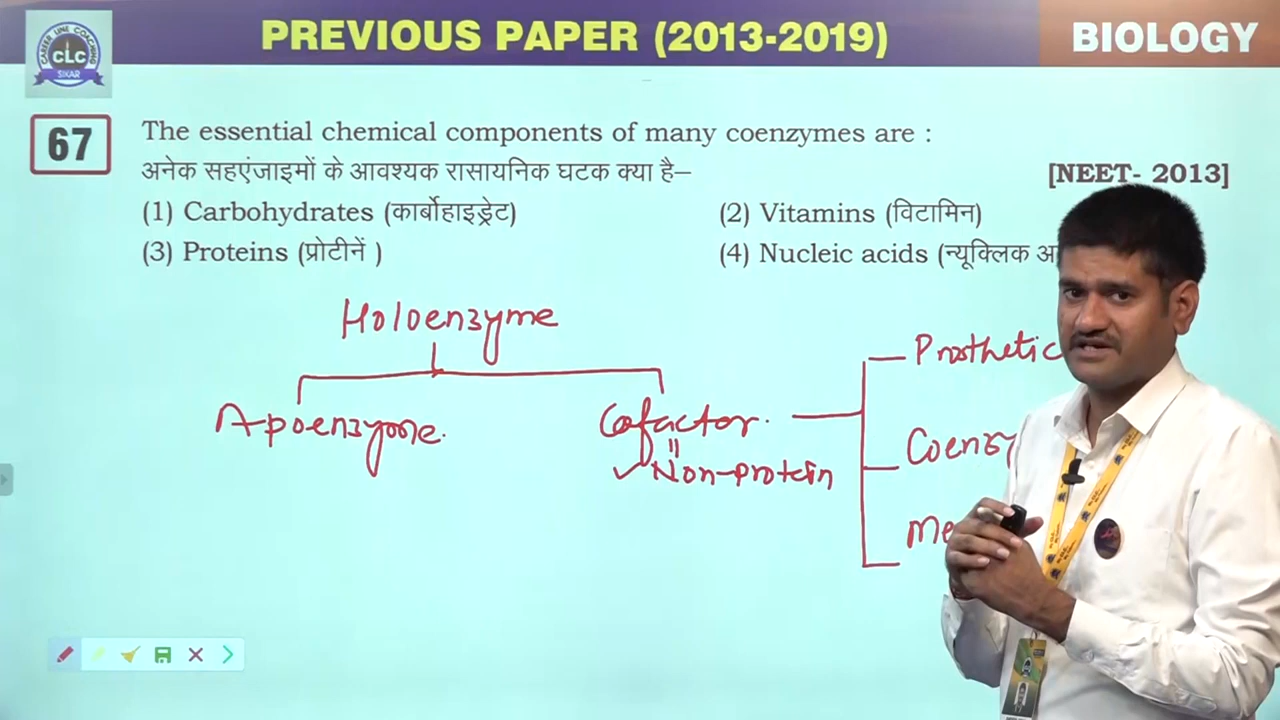 PREVIOUS PAPER (2013-2019)
BIOLOGY
CAREER LINE COACHING
CLC
SIKAR
67
The essential chemical components of many coenzymes are :
अनेक सहएंजाइमों के आवश्यक रासायनिक घटक क्या है–
[NEET- 2013]
(1) Carbohydrates (कार्बोहाइड्रेट)
(2) Vitamins (विटामिन)
(3) Proteins (प्रोटीनें )
(4) Nucleic acids (न्यूक्लिक
Holoenzyme
Apoenzyme.
Cofactor.
Non-protein
Prosthetic